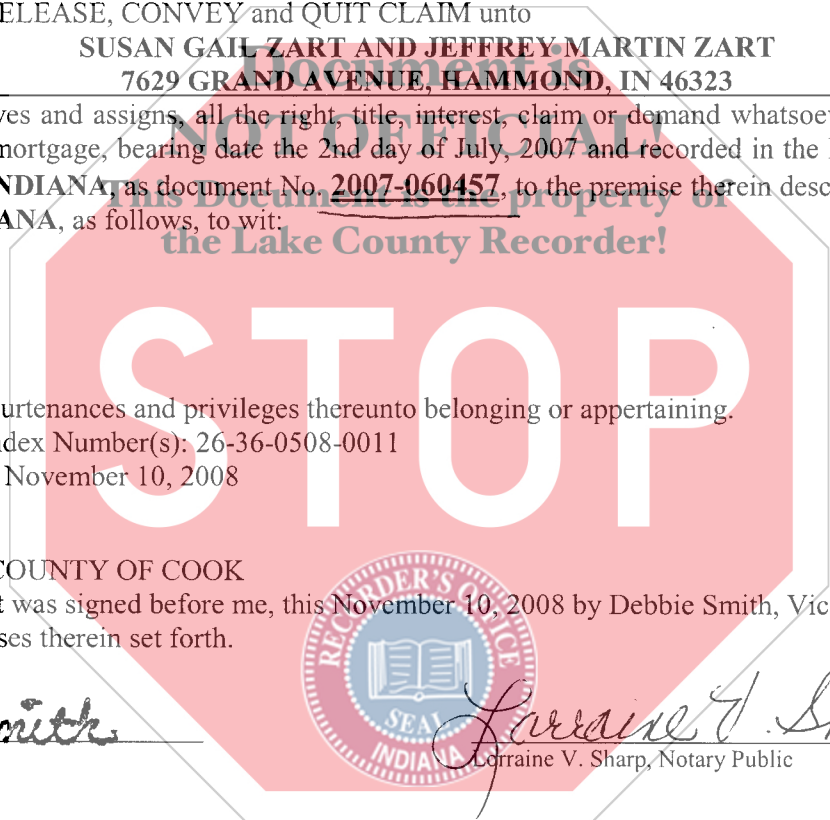 ELEASE, CONVEY and QUIT CLAIM unto
SUSAN GAIL ZART AND JEFFREY MARTIN ZART
7629 GRAND AVENUE, HAMMOND, IN 46323
Document is
ves and assigns, all the right, title, interest, claim or demand whatsoev
NOT OFFICIAL!
mortgage, bearing date the 2nd day of July, 2007 and recorded in the
NDIANA, as document No. 2007-060457, to the premise therein desc
This Document is the property of
ANA, as follows, to wit:
the Lake County Recorder!
STOP
urtenances and privileges thereunto belonging or appertaining.
dex Number(s): 26-36-0508-0011
November 10, 2008
COUNTY OF COOK
t was signed before me, this November 10, 2008 by Debbie Smith, Vic
ses therein set forth.
RECORDER'S OFFICE
SEAL
INDIANA
mith
Lorraine V. Sh
Lorraine V. Sharp, Notary Public